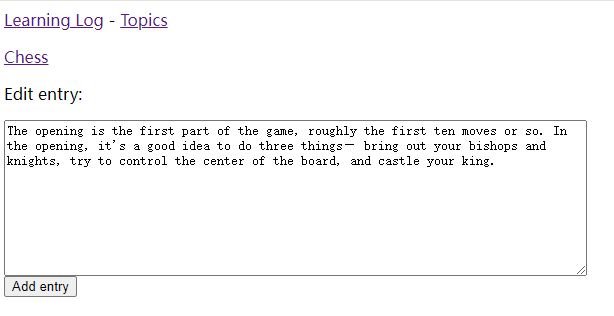 Learning Log - Topics
Chess
Edit entry:
The opening is the first part of the game, roughly the first ten moves or so. In
the opening, it's a good idea to do three things— bring out your bishops and
knights, try to control the center of the board, and castle your king.
Add entry